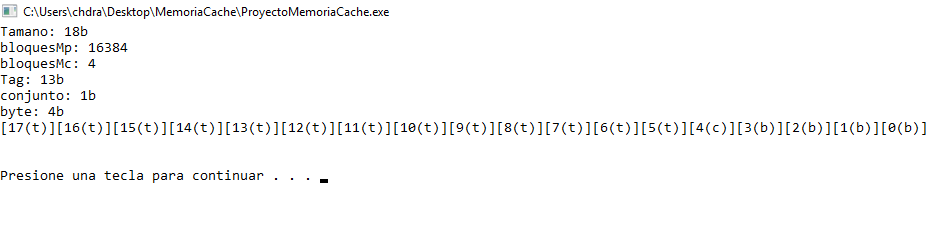 C:\Users\chdra\Desktop\MemoriaCache\ProyectoMemoriaCache.exe
Tamano: 18b
bloquesMp: 16384
bloquesMc: 4
Tag: 13b
conjunto: 1b
byte: 4b
[17(t)][16(t)][15(t)][14(t)][13(t)][12(t)][11(t)][10(t)][9(t)][8(t)][7(t)][6(t)][5(t)][4(c)][3(b)][2(b)][1(b)][0(b)]
Presione una tecla para continuar . . .